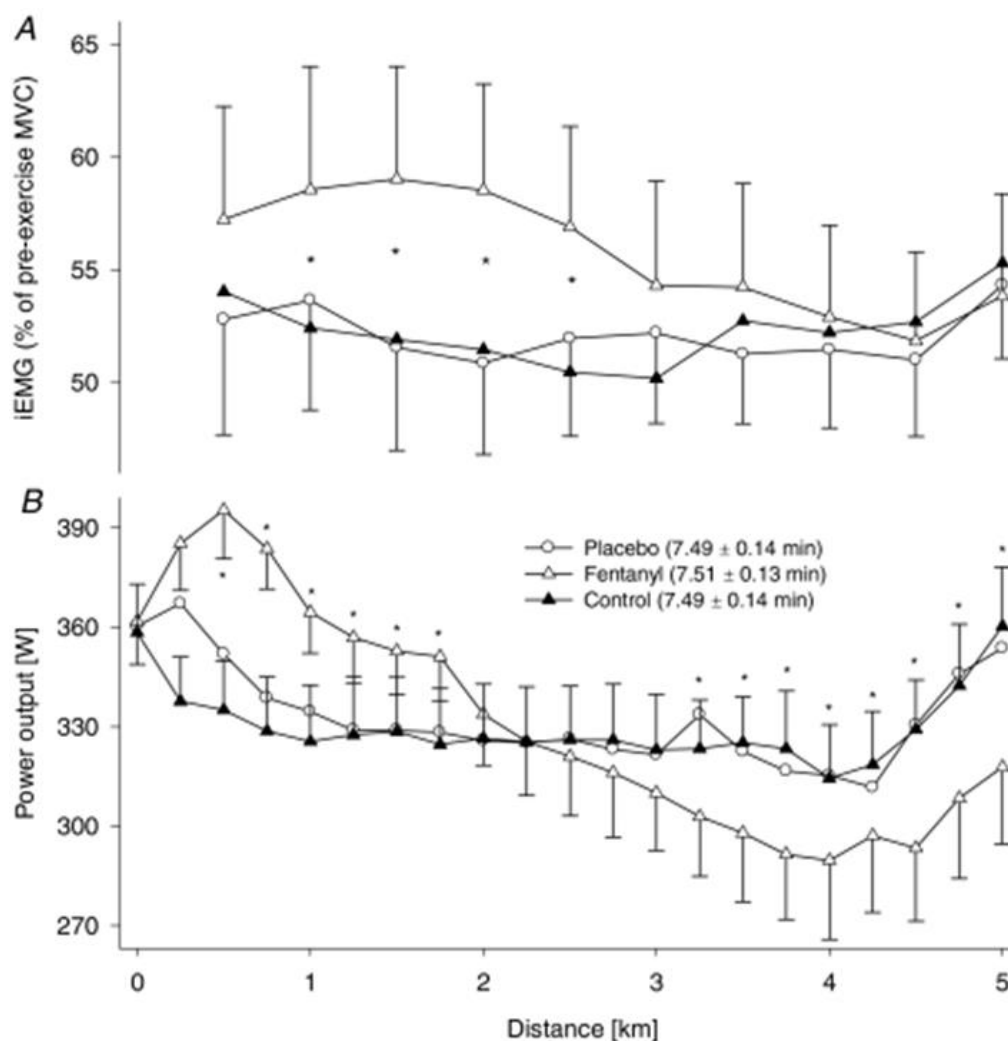 A
iEMG (% of pre-exercise MVC)
65
60
55
50
* * * *
B
Power output [W]
390
360
330
300
270
Placebo (7.49 ± 0.14 min)
Fentanyl (7.51 ± 0.13 min)
Control (7.49 ± 0.14 min)
* * * * * * * * * * * * * *
0 1 2 3 4 5
Distance [km]